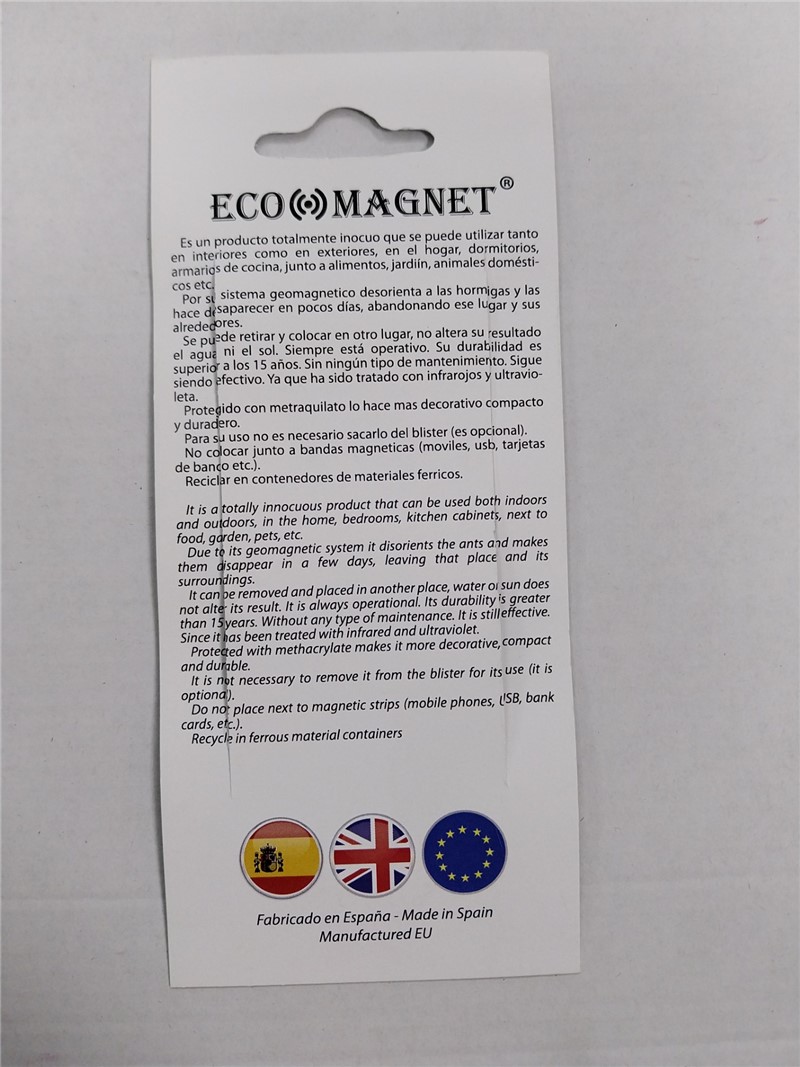 ECO MAGNET®
Es un producto totalmente inocuo que se puede utilizar tanto
en interiores como en exteriores, en el hogar, dormitorios,
armarios de cocina, junto a alimentos, jardiín, animales domésti-
cos etc.
Por su sistema geomagnetico desorienta a las hormigas y las
hace desaparecer en pocos días, abandonando ese lugar y sus
alrededores.
Se puede retirar y colocar en otro lugar, no altera su resultado
el agua ni el sol. Siempre está operativo. Su durabilidad es
superior a los 15 años. Sin ningún tipo de mantenimiento. Sigue
siendo efectivo. Ya que ha sido tratado con infrarojos y ultravio-
leta.
Protegido con metraquilato lo hace mas decorativo compacto
y duradero.
Para su uso no es necesario sacarlo del blister (es opcional).
No colocar junto a bandas magneticas (moviles, usb, tarjetas
de banco etc.).
Reciclar en contenedores de materiales ferricos.
It is a totally innocuous product that can be used both indoors
and outdoors, in the home, bedrooms, kitchen cabinets, next to
food, garden, pets, etc.
Due to its geomagnetic system it disorients the ants and makes
them disappear in a few days, leaving that place and its
surroundings.
It can be removed and placed in another place, water or sun does
not alter its result. It is always operational. Its durability is greater
than 15 years. Without any type of maintenance. It is still effective.
Since it has been treated with infrared and ultraviolet.
Protected with methacrylate makes it more decorative, compact
and durable.
It is not necessary to remove it from the blister for its use (it is
optional).
Do not place next to magnetic strips (mobile phones, USB, bank
cards, etc.).
Recycle in ferrous material containers
Fabricado en España - Made in Spain
Manufactured EU